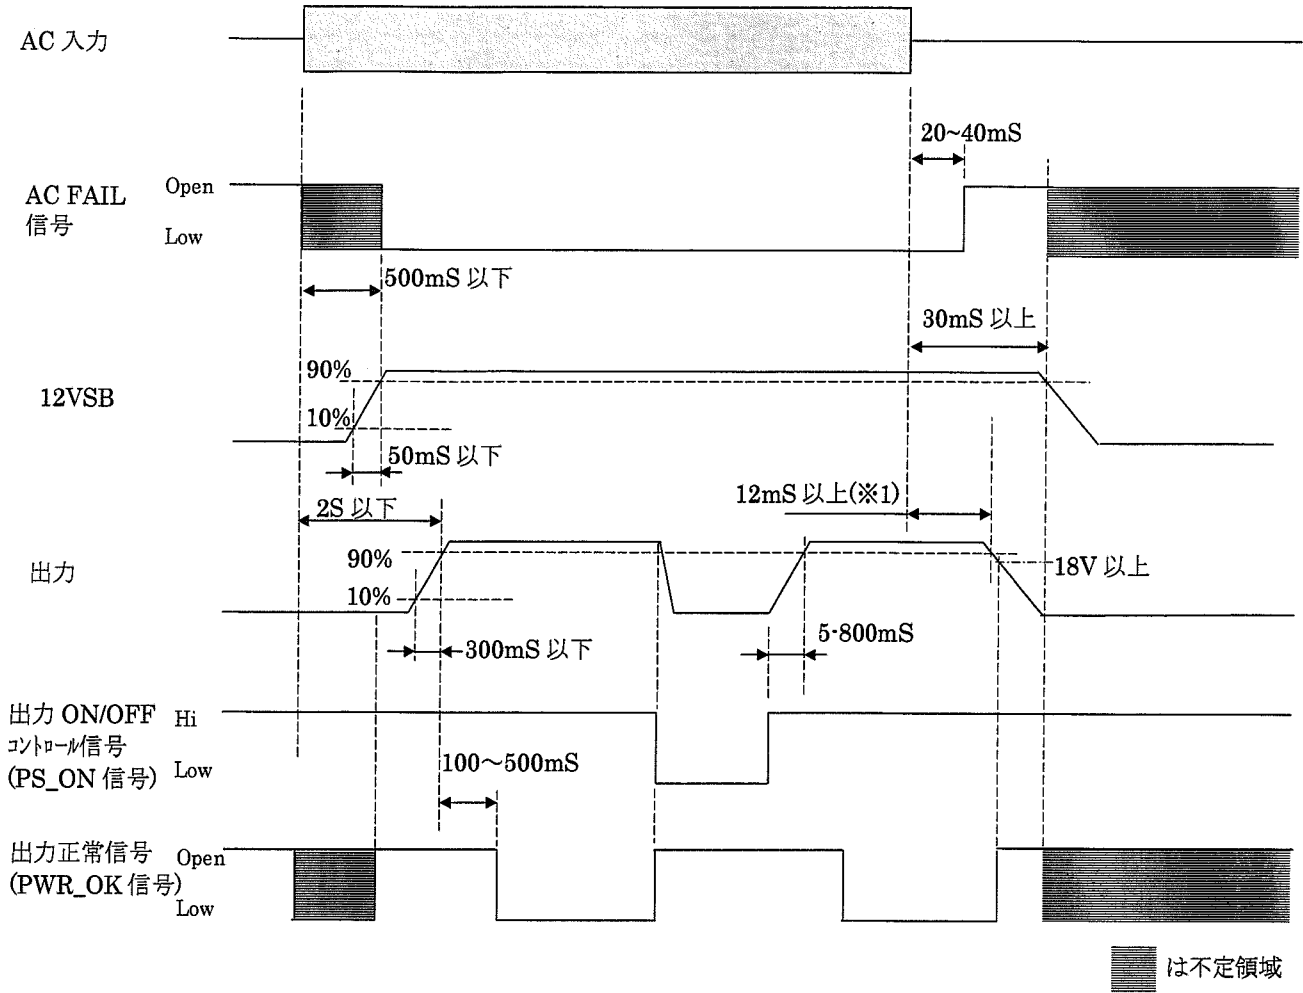 AC 入力
20~40mS
AC FAIL
信号
Open
Low
500mS 以下
30mS 以上
12VSB
90%
10%
50mS 以下
12mS 以上(※1)
2S 以下
出力
90%
10%
18V 以上
300mS 以下
5-800mS
出力 ON/OFF
コントロール信号
(PS_ON 信号)
Hi
Low
100～500mS
出力正常信号
(PWR_OK 信号)
Open
Low
は不定領域